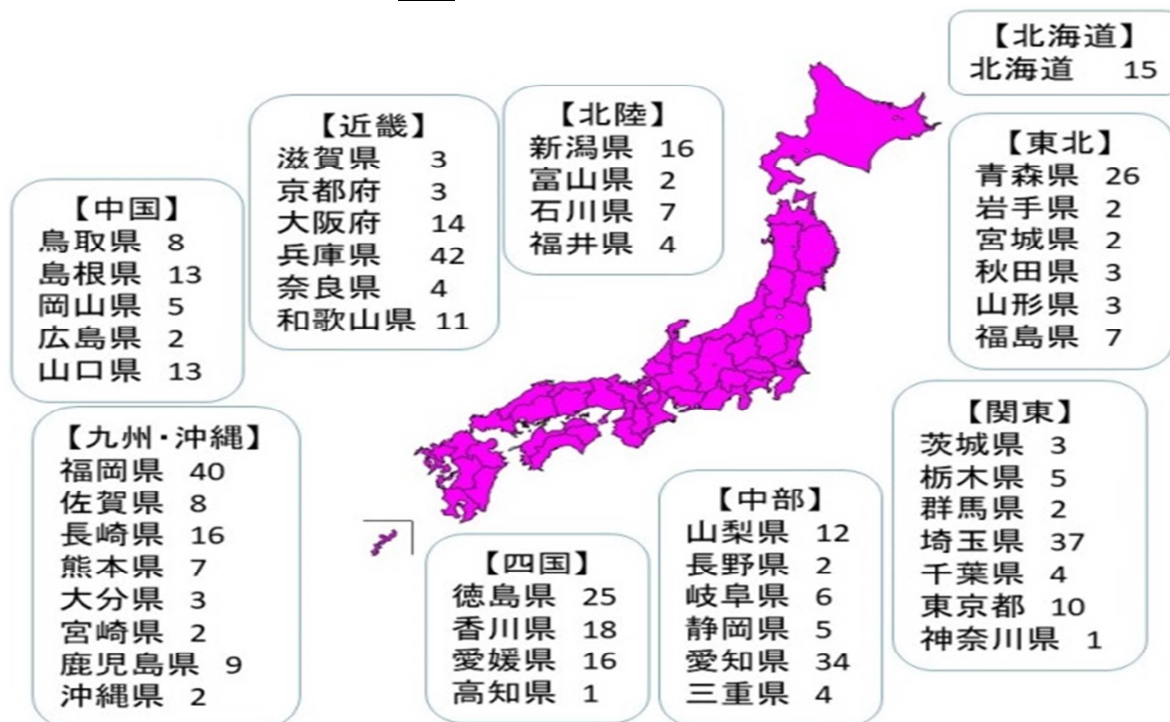 【北海道】
北海道 15
【東北】
青森県 26
岩手県 2
宮城県 2
秋田県 3
山形県 3
福島県 7
【北陸】
新潟県 16
富山県 2
石川県 7
福井県 4
【近畿】
滋賀県 3
京都府 3
大阪府 14
兵庫県 42
奈良県 4
和歌山県 11
【中国】
鳥取県 8
島根県 13
岡山県 5
広島県 2
山口県 13
【関東】
茨城県 3
栃木県 5
群馬県 2
埼玉県 37
千葉県 4
東京都 10
神奈川県 1
【中部】
山梨県 12
長野県 2
岐阜県 6
静岡県 5
愛知県 34
三重県 4
【四国】
徳島県 25
香川県 18
愛媛県 16
高知県 1
【九州・沖縄】
福岡県 40
佐賀県 8
長崎県 16
熊本県 7
大分県 3
宮崎県 2
鹿児島県 9
沖縄県 2